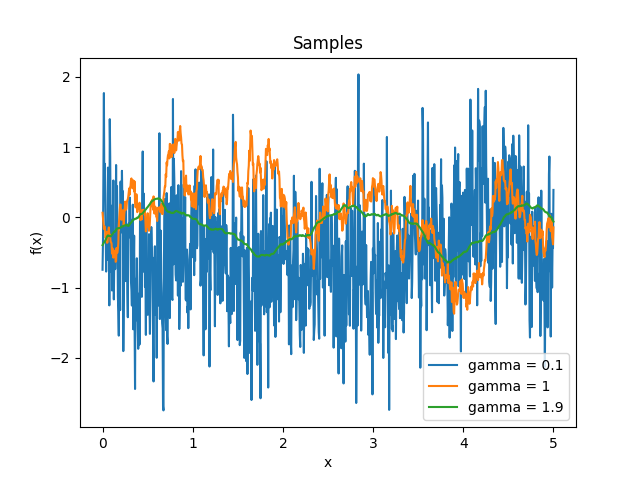 Samples
f(x)
2
1
0
−1
−2
0 1 2 3 4 5
x
gamma = 0.1
gamma = 1
gamma = 1.9